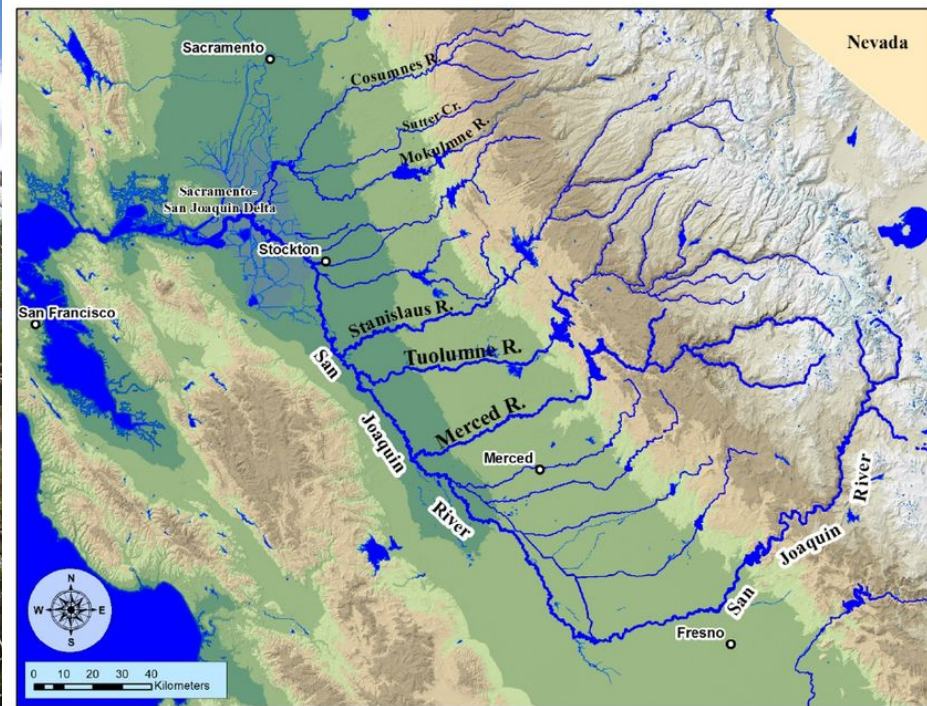 Nevada
Sacramento
Cosumnes R.
Sutter Cr.
Mokulmne R.
Sacramento-
San Joaquin Delta
Stockton
San Francisco
Stanislaus R.
Tuolumne R.
Merced R.
Merced
San
Joaquin
River
San
Joaquin
River
Fresno
N
W
E
S
0 10 20 30 40
Kilometers